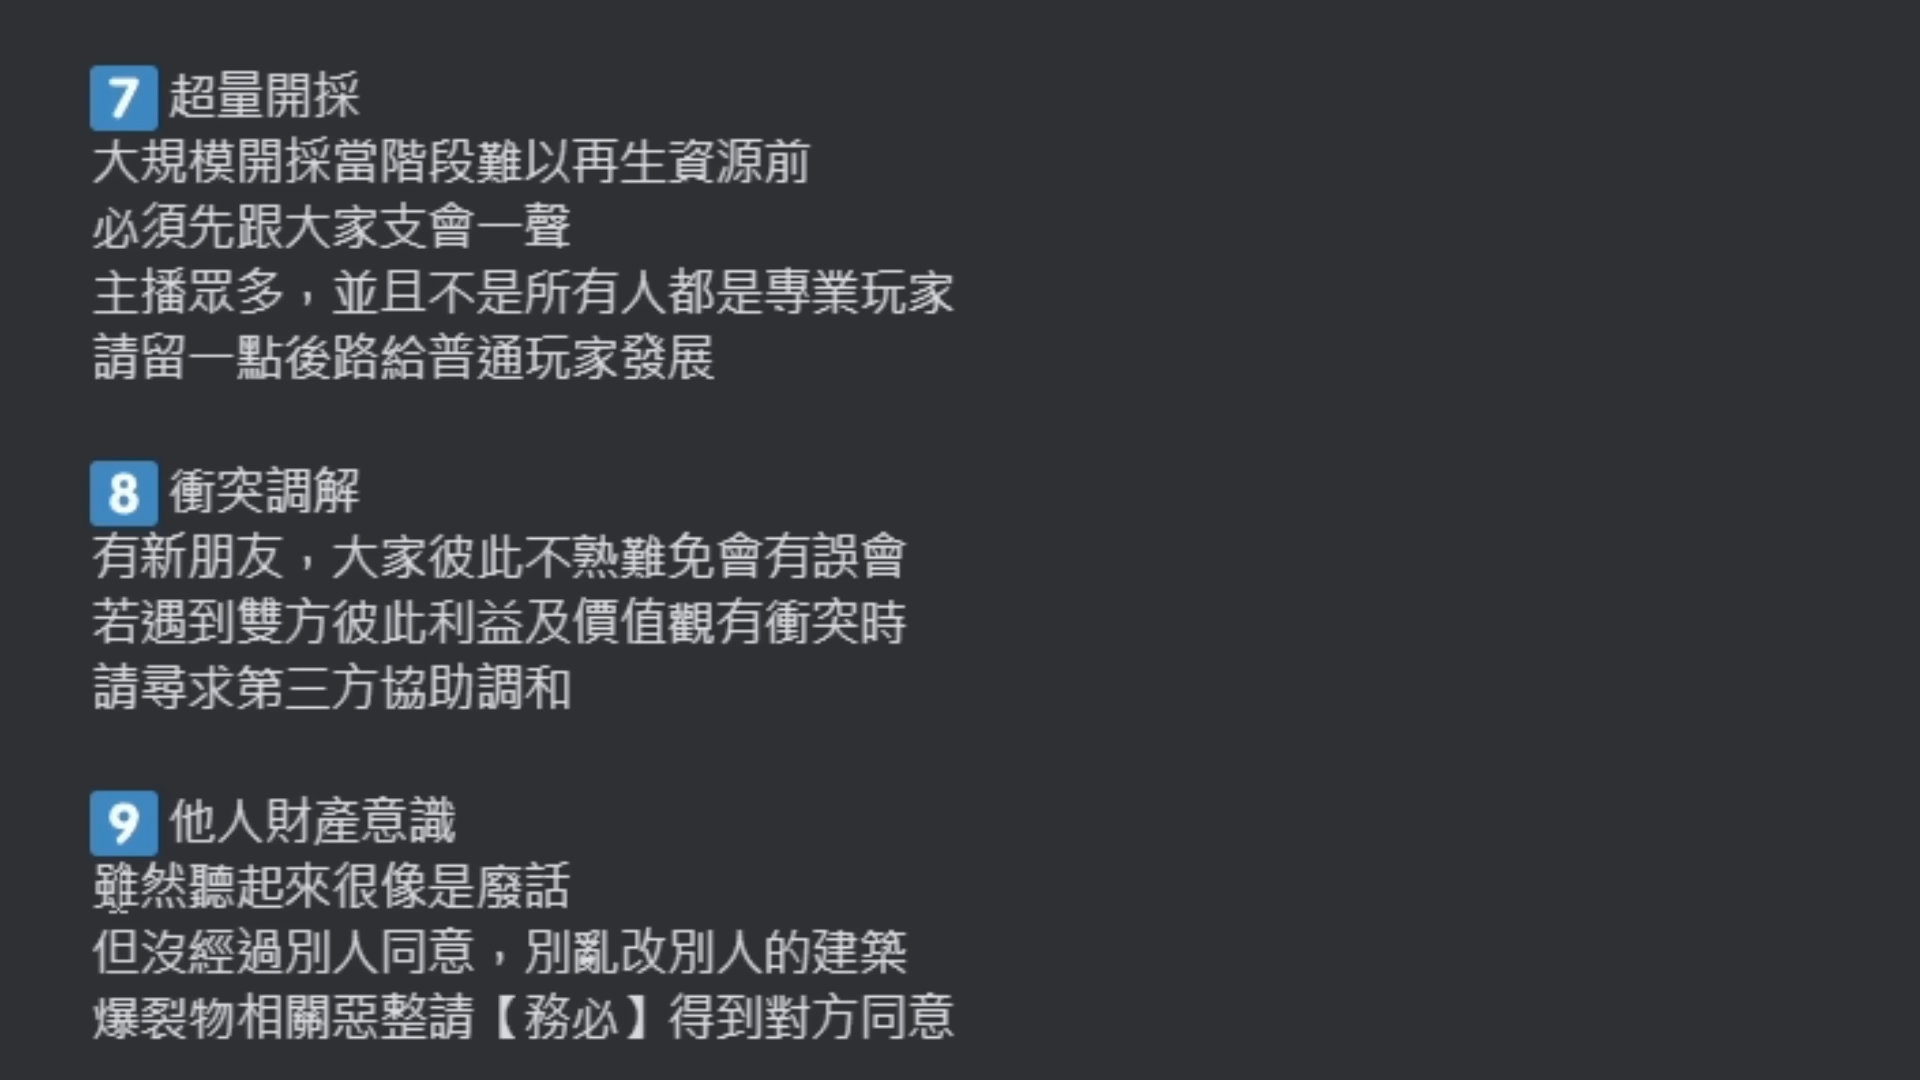 7 超量開採
大規模開採當階段難以再生資源前
必須先跟大家支會一聲
主播眾多，並且不是所有人都是專業玩家
請留一點後路給普通玩家發展
8 衝突調解
有新朋友，大家彼此不熟難免會有誤會
若遇到雙方彼此利益及價值觀有衝突時
請尋求第三方協助調和
9 他人財產意識
雖然聽起來很像是廢話
但沒經過別人同意，別亂改別人的建築
爆裂物相關惡整請【務必】得到對方同意